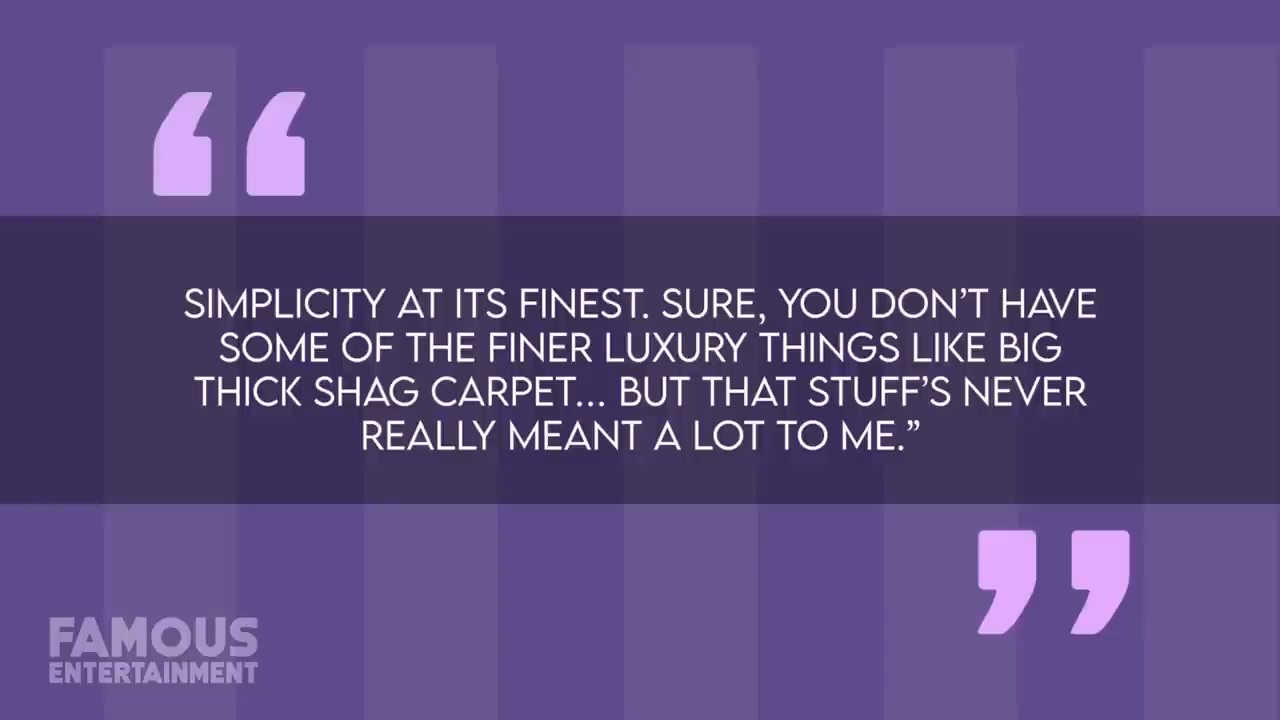 SIMPLICITY AT ITS FINEST. SURE, YOU DON’T HAVE
SOME OF THE FINER LUXURY THINGS LIKE BIG
THICK SHAG CARPET... BUT THAT STUFF’S NEVER
REALLY MEANT A LOT TO ME.”
FAMOUS
ENTERTAINMENT